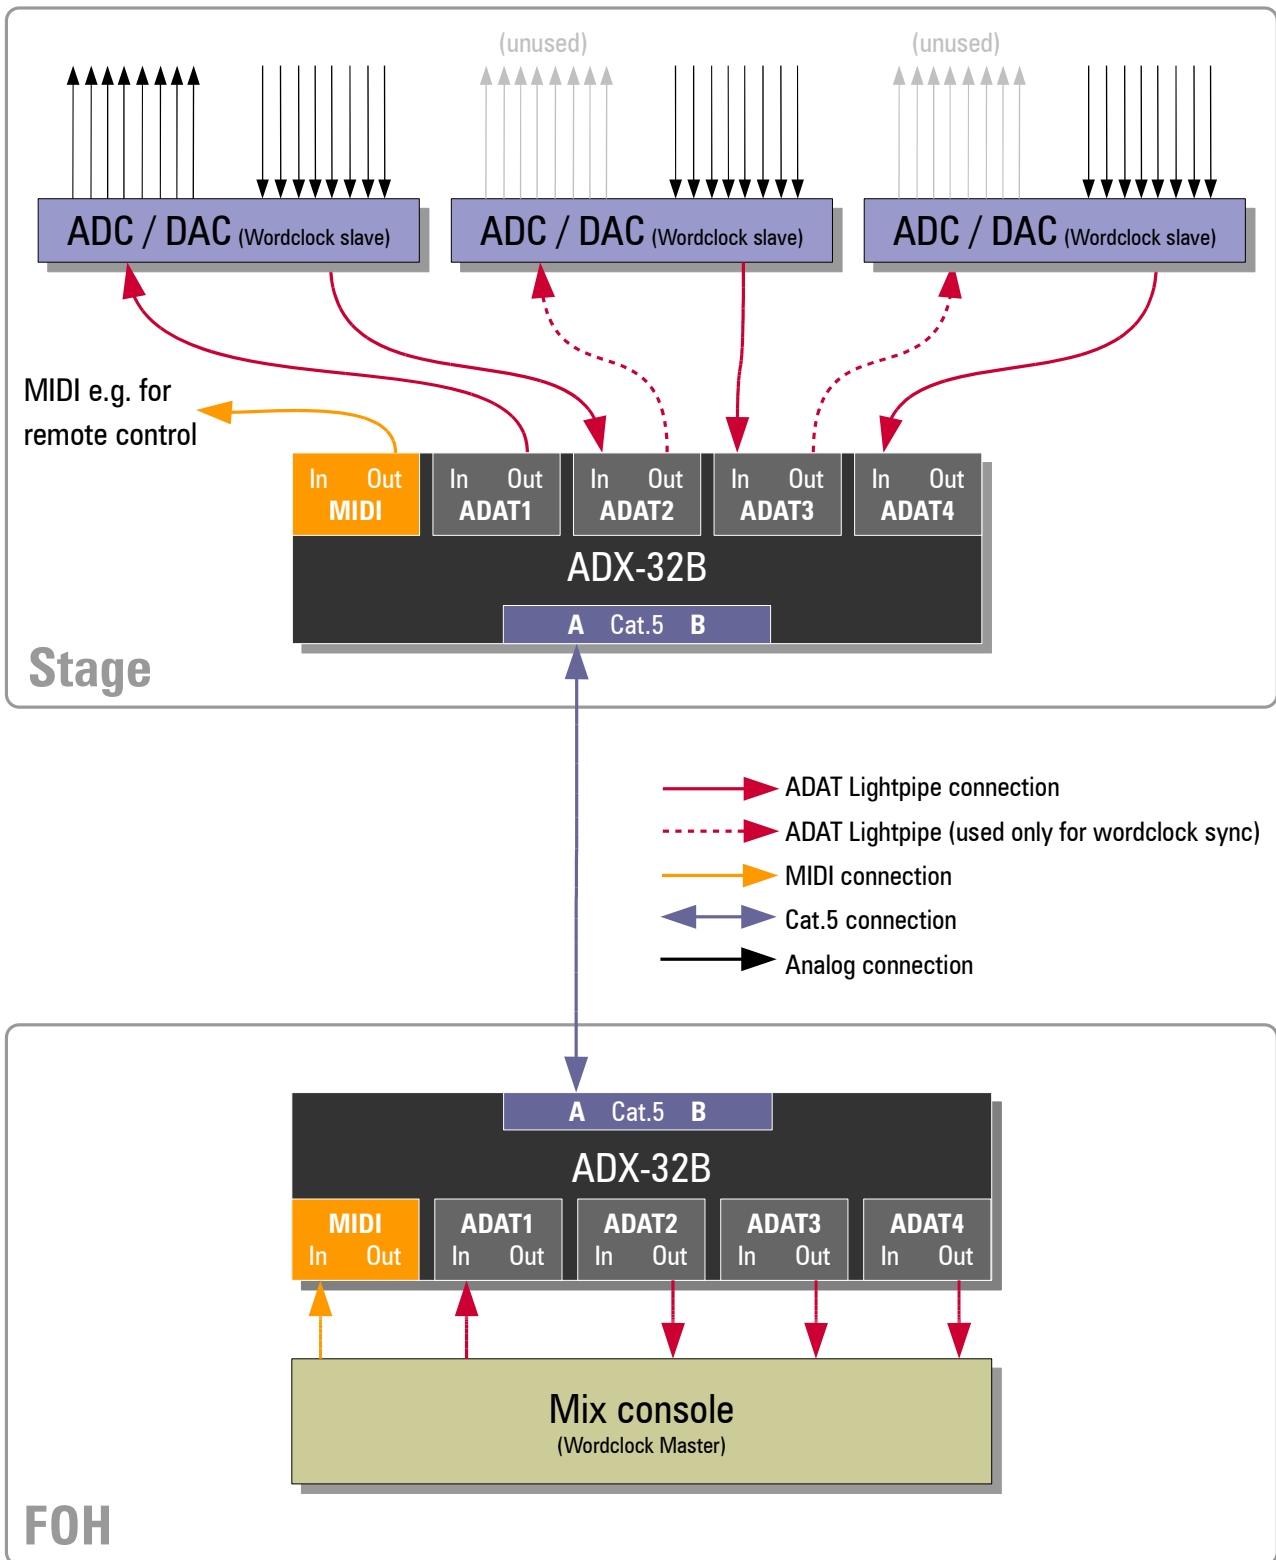 (unused)
(unused)
ADC / DAC (Wordclock slave)
ADC / DAC (Wordclock slave)
ADC / DAC (Wordclock slave)
MIDI e.g. for
remote control
In Out
MIDI
In Out
ADAT1
In Out
ADAT2
In Out
ADAT3
In Out
ADAT4
ADX-32B
A Cat.5 B
Stage
ADAT Lightpipe connection
ADAT Lightpipe (used only for wordclock sync)
MIDI connection
Cat.5 connection
Analog connection
A Cat.5 B
ADX-32B
MIDI
In Out
ADAT1
In Out
ADAT2
In Out
ADAT3
In Out
ADAT4
In Out
Mix console
(Wordclock Master)
FOH